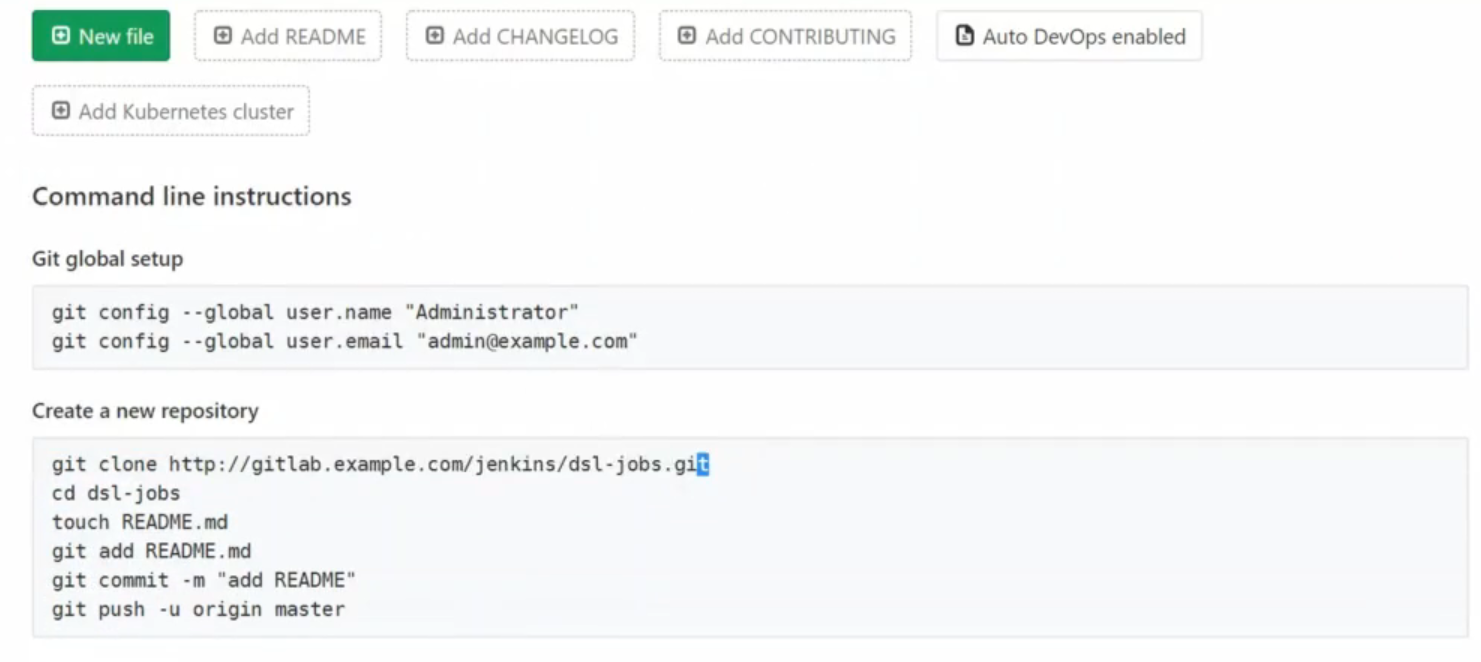 New file
Add README
Add CHANGELOG
Add CONTRIBUTING
Auto DevOps enabled
Add Kubernetes cluster
Command line instructions
Git global setup
git config --global user.name "Administrator"
git config --global user.email "admin@example.com"
Create a new repository
git clone http://gitlab.example.com/jenkins/dsl-jobs.git
cd dsl-jobs
touch README.md
git add README.md
git commit -m "add README"
git push -u origin master